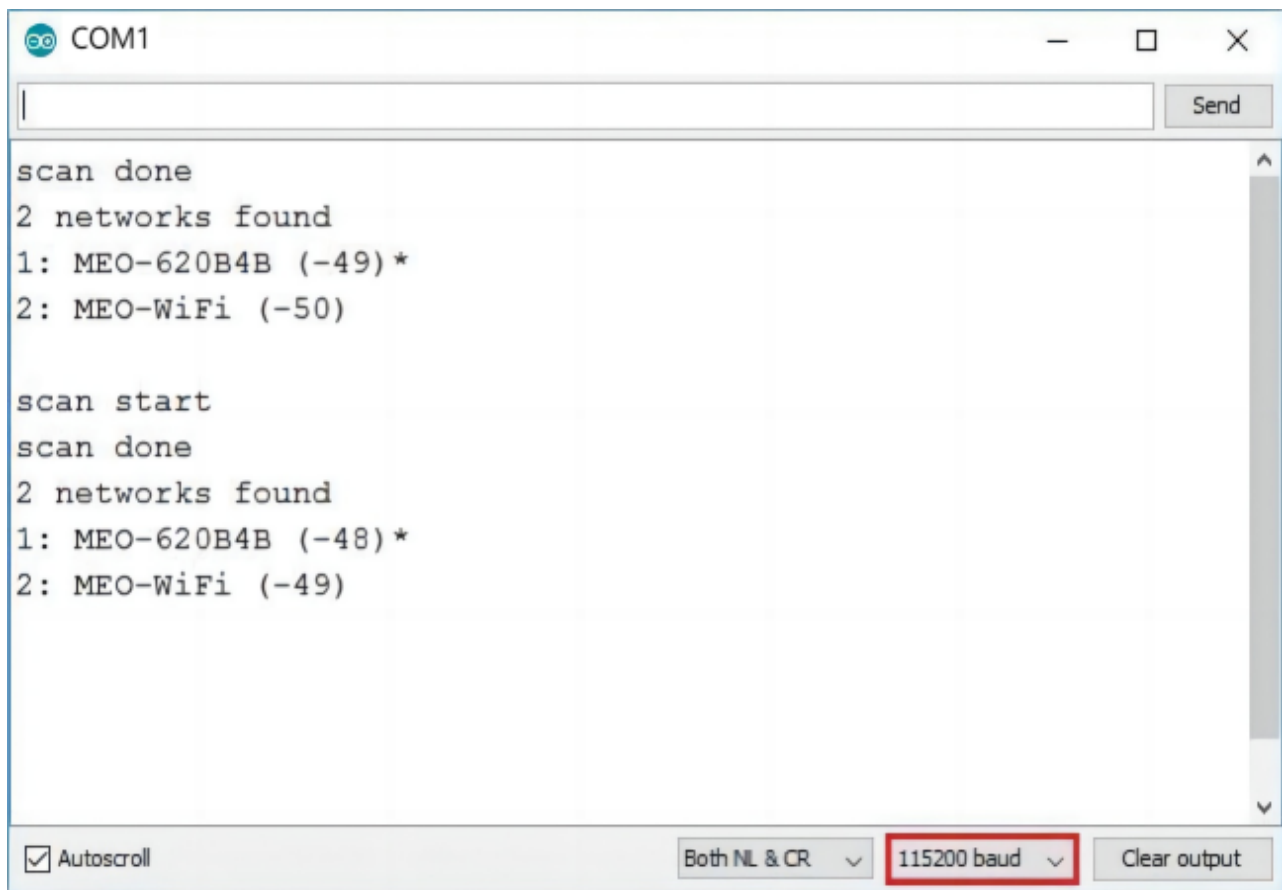 COM1
Send
scan done
2 networks found
1: MEO-620B4B (-49)*
2: MEO-WiFi (-50)
scan start
scan done
2 networks found
1: MEO-620B4B (-48)*
2: MEO-WiFi (-49)
Autoscroll
Both NL & CR
115200 baud
Clear output